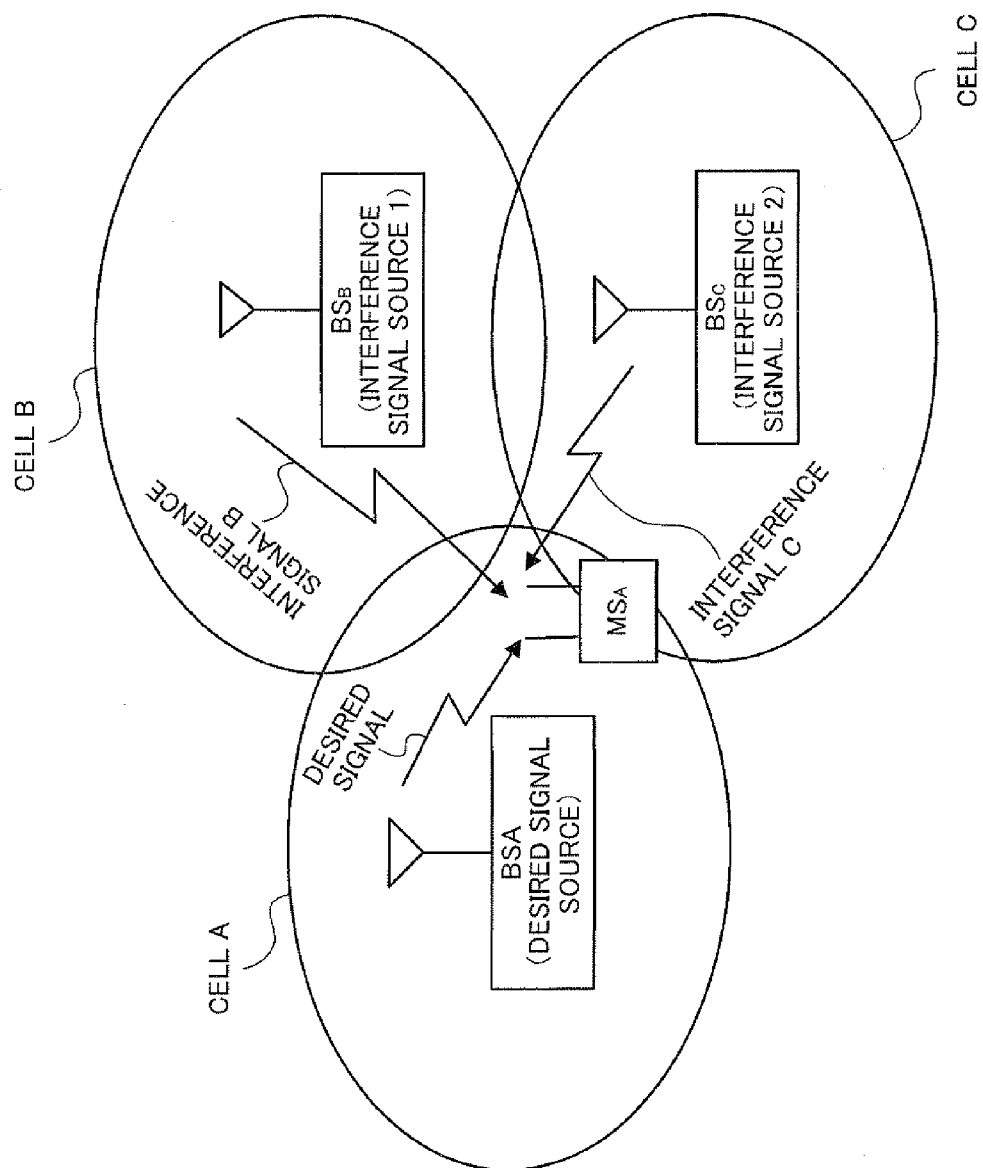 CELL B
CELL C
CELL A
INTERFERENCE
SIGNAL B
DESIRED
SIGNAL
INTERFERENCE
SIGNAL C
BSB
(INTERFERENCE
SIGNAL SOURCE 1)
BSC
(INTERFERENCE
SIGNAL SOURCE 2)
BSA
(DESIRED SIGNAL
SOURCE)
MSA